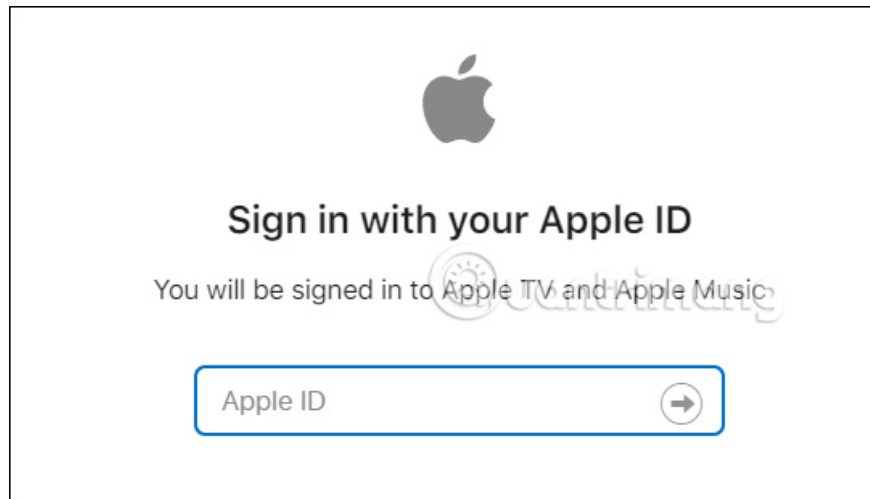 Sign in with your Apple ID
You will be signed in to Apple TV and Apple Music
Quantrimang
Apple ID